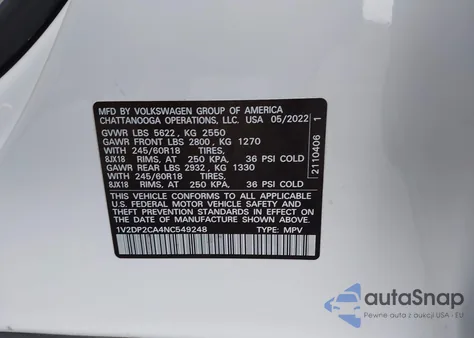 MFD BY VOLKSWAGEN GROUP OF AMERICA
CHATTANOOGA OPERATIONS, LLC. USA 05/2022
GVWR LBS 5622 , KG 2550
GAWR FRONT LBS 2800 , KG 1270
WITH 245/60R18 TIRES,
8JX18 RIMS, AT 250 KPA, 36 PSI COLD
GAWR REAR LBS 2932 , KG 1330
WITH 245/60R18 TIRES,
8JX18 RIMS, AT 250 KPA, 36 PSI COLD
THIS VEHICLE CONFORMS TO ALL APPLICABLE
U.S. FEDERAL MOTOR VEHICLE SAFETY AND
THEFT PREVENTION STANDARDS IN EFFECT ON
THE DATE OF MANUFACTURE SHOWN ABOVE.
1V2DP2CA4NC549248 TYPE: MPV
2110406 1
autoSnap
Pewne auta z aukcji USA - EU